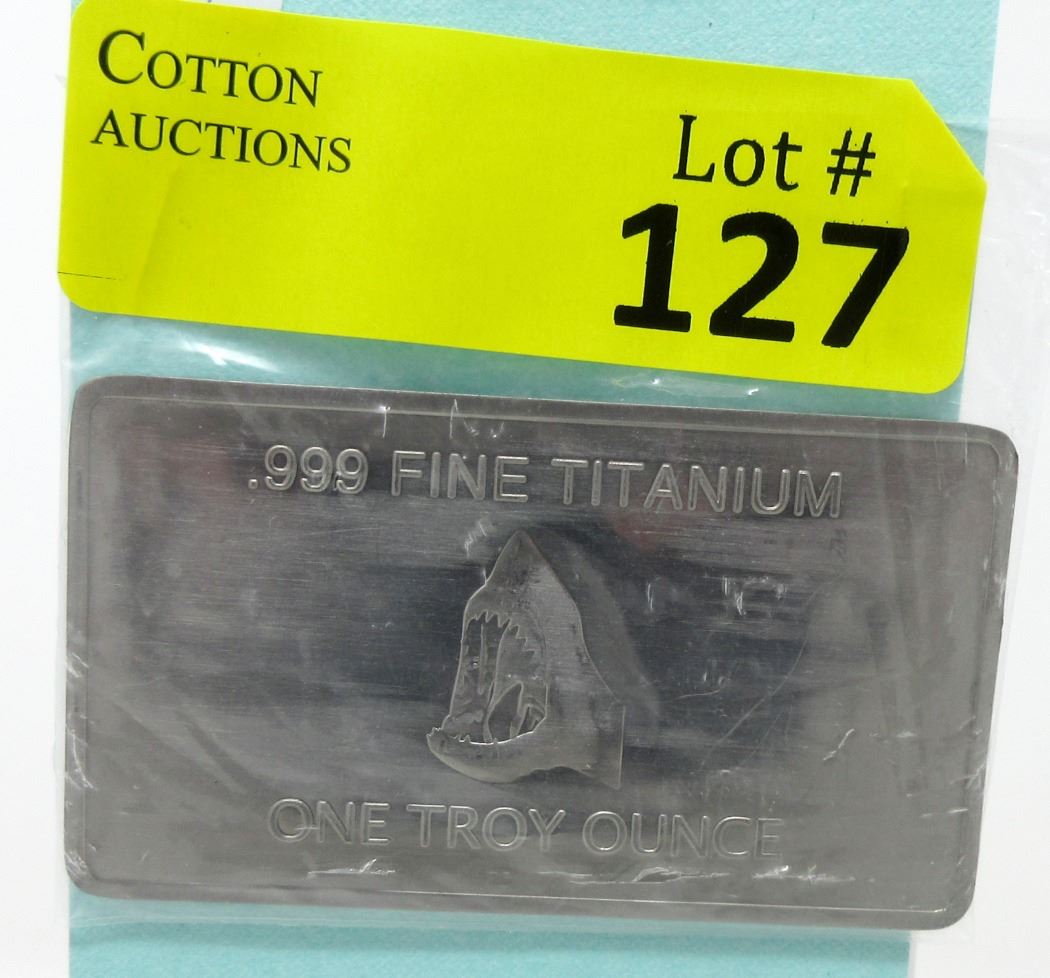 COTTON
AUCTIONS
Lot #
127
.999 FINE TITANIUM
ONE TROY OUNCE